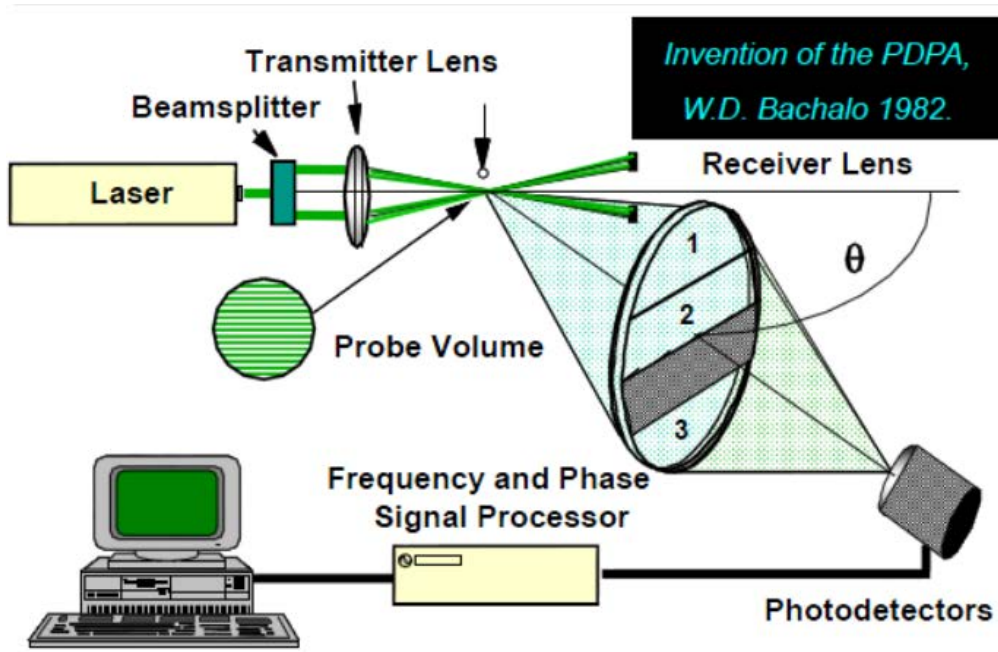 Invention of the PDPA,
W.D. Bachalo 1982.
Transmitter Lens
Beamsplitter
Receiver Lens
Laser
1
θ
2
Probe Volume
3
Frequency and Phase
Signal Processor
Photodetectors